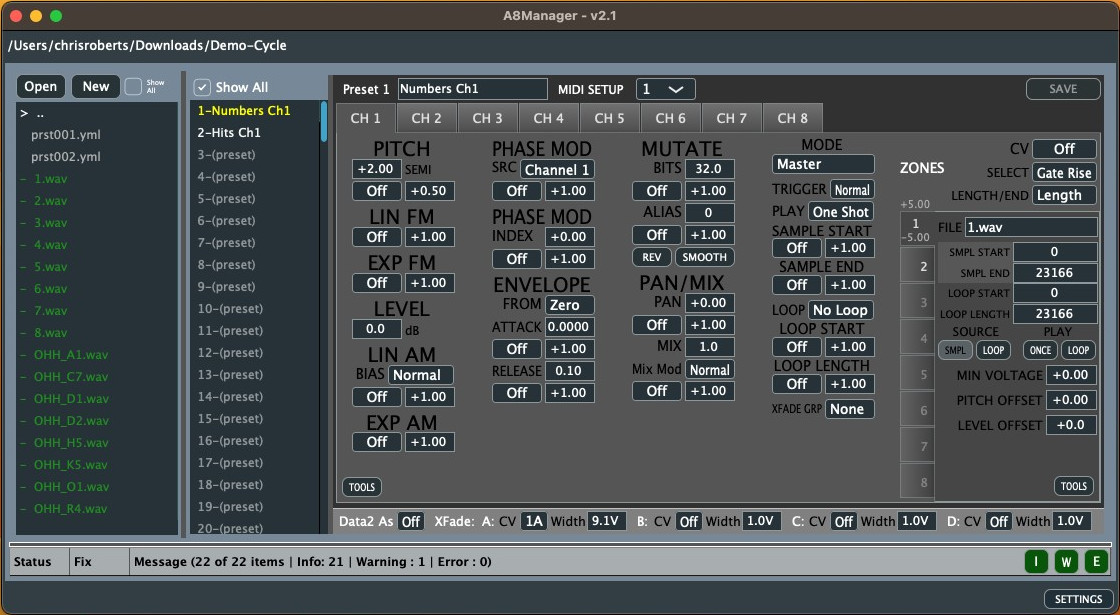 A8Manager - v2.1
/Users/chrisroberts/Downloads/Demo-Cycle
Open New Show All
> ..
prst001.yml
prst002.yml
- 1.wav
- 2.wav
- 3.wav
- 4.wav
- 5.wav
- 6.wav
- 7.wav
- 8.wav
- OHH_A1.wav
- OHH_C7.wav
- OHH_D1.wav
- OHH_D2.wav
- OHH_H5.wav
- OHH_K5.wav
- OHH_O1.wav
- OHH_R4.wav
Show All
1-Numbers Ch1
2-Hits Ch1
3-(preset)
4-(preset)
5-(preset)
6-(preset)
7-(preset)
8-(preset)
9-(preset)
10-(preset)
11-(preset)
12-(preset)
13-(preset)
14-(preset)
15-(preset)
16-(preset)
17-(preset)
18-(preset)
19-(preset)
20-(preset)
Preset 1 Numbers Ch1 MIDI SETUP 1 SAVE
CH 1 CH 2 CH 3 CH 4 CH 5 CH 6 CH 7 CH 8
PITCH
+2.00 SEMI
Off +0.50
LIN FM
Off +1.00
EXP FM
Off +1.00
LEVEL
0.0 dB
LIN AM
BIAS Normal
Off +1.00
EXP AM
Off +1.00
TOOLS
PHASE MOD
SRC Channel 1
Off +1.00
PHASE MOD
INDEX +0.00
Off +1.00
ENVELOPE
FROM Zero
ATTACK 0.0000
Off +1.00
RELEASE 0.10
Off +1.00
MUTATE
BITS 32.0
Off +1.00
ALIAS 0
Off +1.00
REV SMOOTH
PAN/MIX
PAN +0.00
Off +1.00
MIX 1.0
Mix Mod Normal
Off +1.00
MODE
Master
TRIGGER Normal
PLAY One Shot
SAMPLE START
Off +1.00
SAMPLE END
Off +1.00
LOOP No Loop
LOOP START
Off +1.00
LOOP LENGTH
Off +1.00
XFADE GRP None
ZONES
CV Off
SELECT Gate Rise
LENGTH/END Length
+5.00
1
-5.00
2
3
4
5
6
7
8
FILE 1.wav
SMPL START 0
SMPL END 23166
LOOP START 0
LOOP LENGTH 23166
SOURCE PLAY
SMPL LOOP ONCE LOOP
MIN VOLTAGE +0.00
PITCH OFFSET +0.00
LEVEL OFFSET +0.0
TOOLS
Data2 As Off XFade: A: CV 1A Width 9.1V B: CV Off Width 1.0V C: CV Off Width 1.0V D: CV Off Width 1.0V
Status Fix Message (22 of 22 items | Info: 21 | Warning : 1 | Error : 0) I W E
SETTINGS